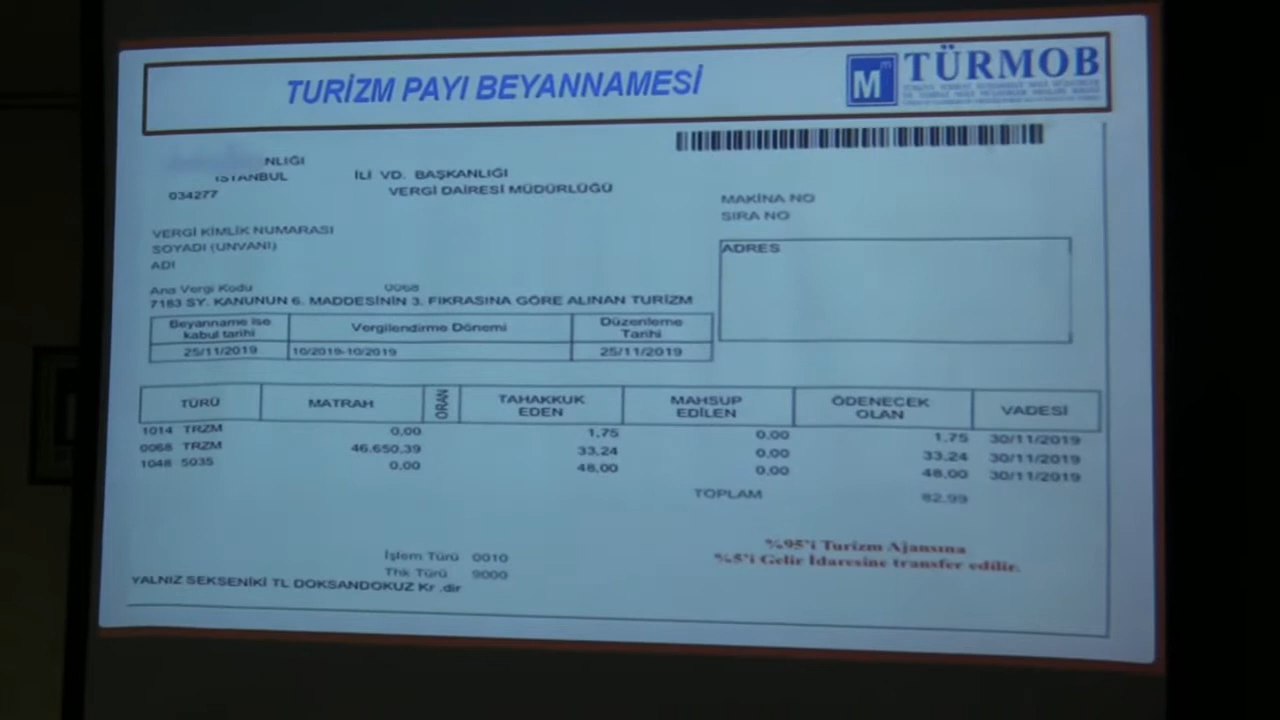 TURİZM PAYI BEYANNAMESİ
TÜRMOB
NLIĞI
İSTANBUL İLİ VD. BAŞKANLIĞI
034277 VERGİ DAİRESİ MÜDÜRLÜĞÜ
MAKİNA NO
SIRA NO
VERGİ KİMLİK NUMARASI
SOYADI (UNVANI)
ADI
ADRES
Ana Vergi Kodu 0068
7183 SY. KANUNUN 6. MADDESİNİN 3. FIKRASINA GÖRE ALINAN TURİZM
Beyanname ise kabul tarihi Vergilendirme Dönemi Düzenleme Tarihi
25/11/2019 10/2019-10/2019 25/11/2019
TÜRÜ MATRAH ORAN TAHAKKUK EDEN MAHSUP EDİLEN ÖDENECEK OLAN VADESİ
1014 TRZM 0,00 1,75 0,00 1,75 30/11/2019
0068 TRZM 46.650,39 33,24 0,00 33,24 30/11/2019
1048 5035 0,00 48,00 0,00 48,00 30/11/2019
TOPLAM 82,99
%95'i Turizm Ajansına
%5'i Gelir İdaresine transfer edilir.
İşlem Türü 0010
Thk Türü 9000
YALNIZ SEKSENİKİ TL DOKSANDOKUZ Kr .dir